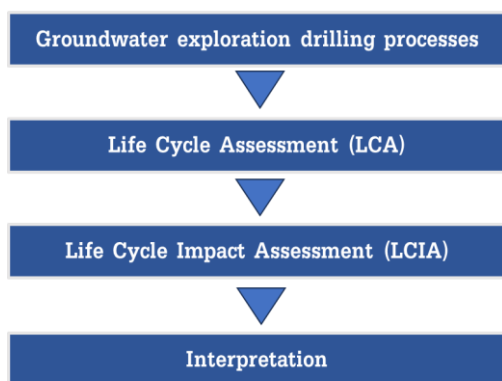 Groundwater exploration drilling processes
Life Cycle Assessment (LCA)
Life Cycle Impact Assessment (LCIA)
Interpretation